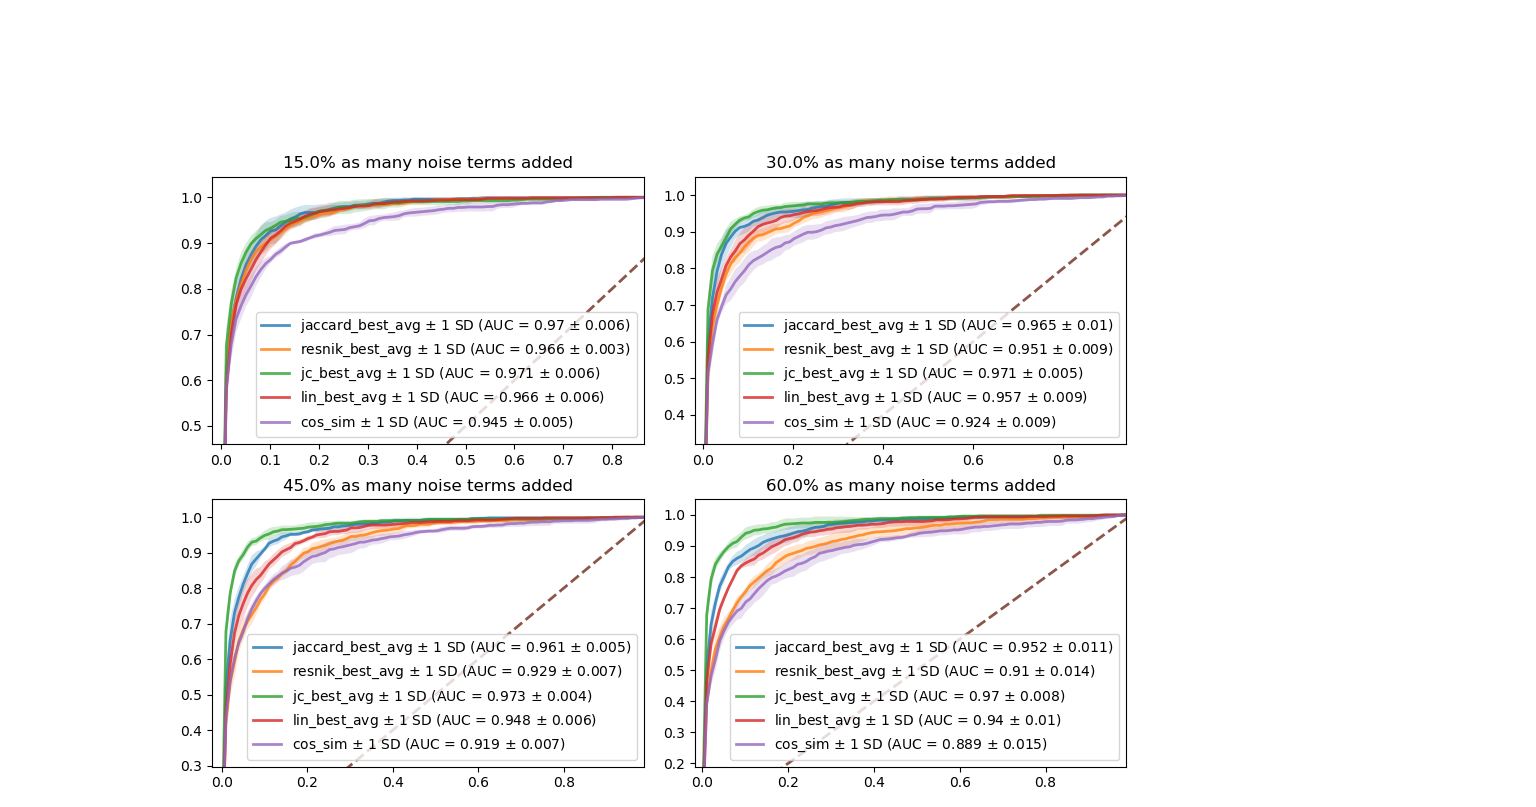 15.0% as many noise terms added
1.0
0.9
0.8
0.7
0.6
0.5
jaccard_best_avg ± 1 SD (AUC = 0.97 ± 0.006)
resnik_best_avg ± 1 SD (AUC = 0.966 ± 0.003)
jc_best_avg ± 1 SD (AUC = 0.971 ± 0.006)
lin_best_avg ± 1 SD (AUC = 0.966 ± 0.006)
cos_sim ± 1 SD (AUC = 0.945 ± 0.005)
0.0 0.1 0.2 0.3 0.4 0.5 0.6 0.7 0.8
30.0% as many noise terms added
1.0
0.9
0.8
0.7
0.6
0.5
0.4
jaccard_best_avg ± 1 SD (AUC = 0.965 ± 0.01)
resnik_best_avg ± 1 SD (AUC = 0.951 ± 0.009)
jc_best_avg ± 1 SD (AUC = 0.971 ± 0.005)
lin_best_avg ± 1 SD (AUC = 0.957 ± 0.009)
cos_sim ± 1 SD (AUC = 0.924 ± 0.009)
0.0 0.2 0.4 0.6 0.8
45.0% as many noise terms added
1.0
0.9
0.8
0.7
0.6
0.5
0.4
0.3
jaccard_best_avg ± 1 SD (AUC = 0.961 ± 0.005)
resnik_best_avg ± 1 SD (AUC = 0.929 ± 0.007)
jc_best_avg ± 1 SD (AUC = 0.973 ± 0.004)
lin_best_avg ± 1 SD (AUC = 0.948 ± 0.006)
cos_sim ± 1 SD (AUC = 0.919 ± 0.007)
0.0 0.2 0.4 0.6 0.8
60.0% as many noise terms added
1.0
0.9
0.8
0.7
0.6
0.5
0.4
0.3
0.2
jaccard_best_avg ± 1 SD (AUC = 0.952 ± 0.011)
resnik_best_avg ± 1 SD (AUC = 0.91 ± 0.014)
jc_best_avg ± 1 SD (AUC = 0.97 ± 0.008)
lin_best_avg ± 1 SD (AUC = 0.94 ± 0.01)
cos_sim ± 1 SD (AUC = 0.889 ± 0.015)
0.0 0.2 0.4 0.6 0.8